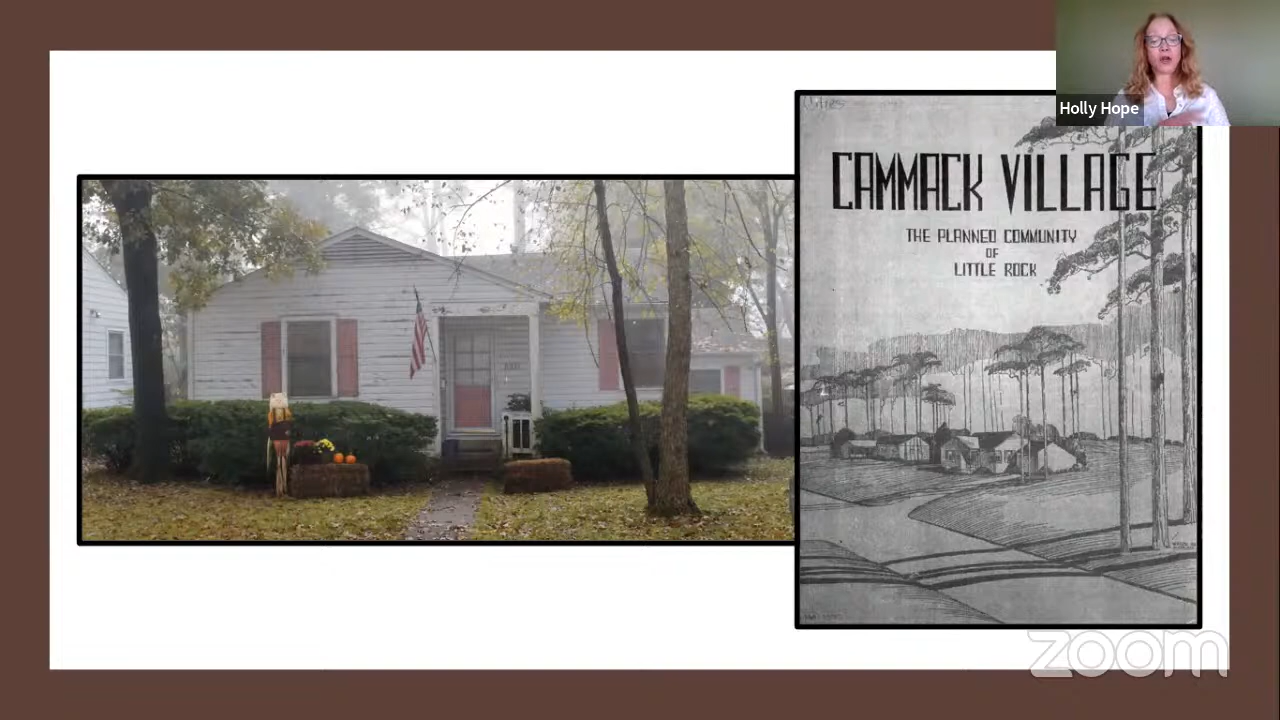 Holly Hope
CAMMACK VILLAGE
THE PLANNED COMMUNITY
OF
LITTLE ROCK
zoom